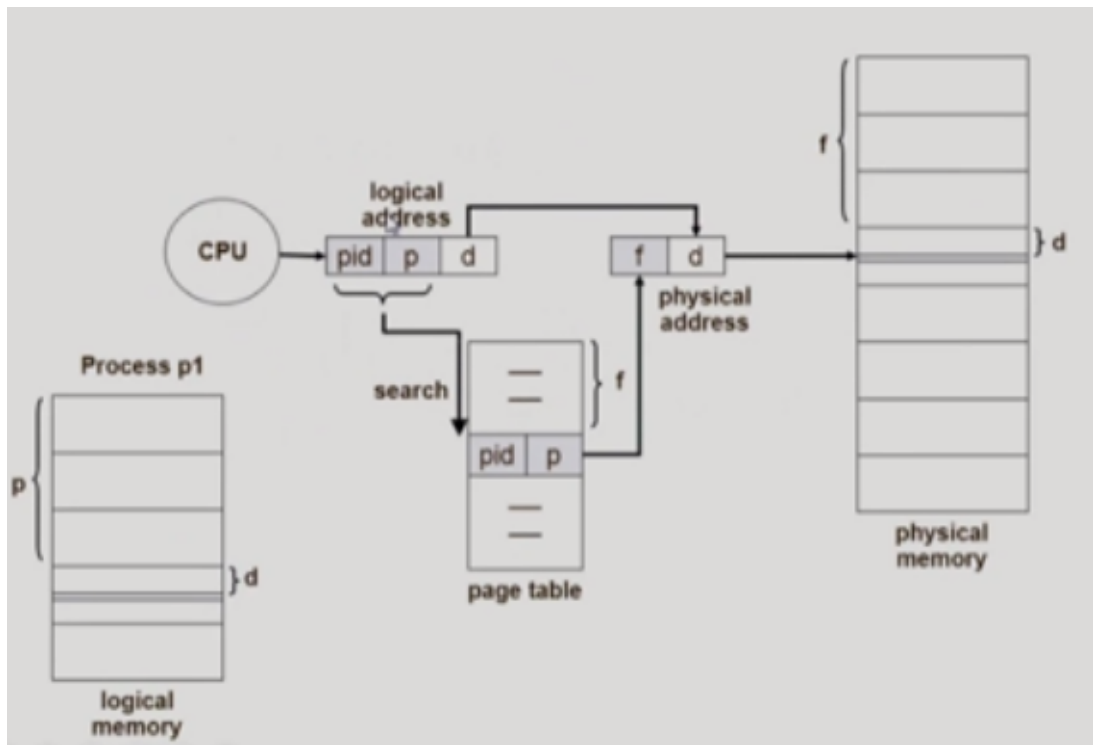 logical
address
CPU
pid p d
f d
physical
address
f
d
Process p1
search
f
pid p
p
d
page table
logical
memory
physical
memory